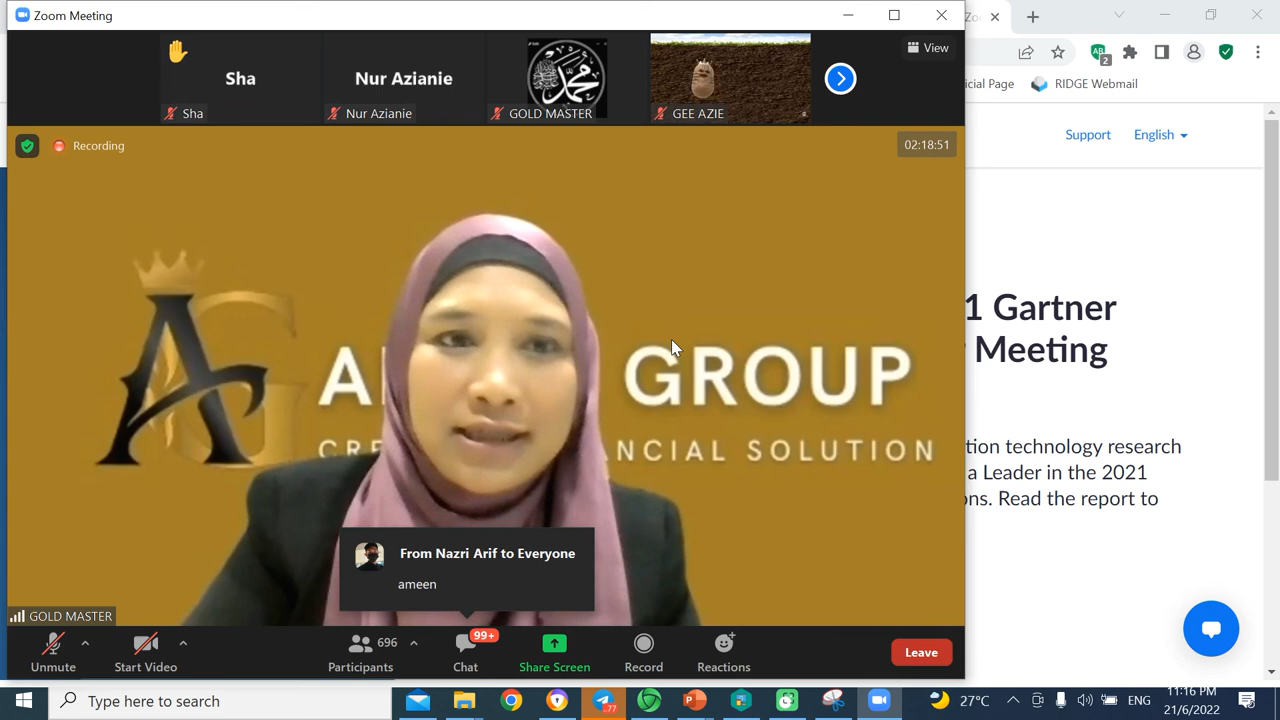 Zoom Meeting
Sha
Sha
Nur Azianie
Nur Azianie
GOLD MASTER
GEE AZIE
View
Recording
02:18:51
GROUP
NCIAL SOLUTION
From Nazri Arif to Everyone
ameen
GOLD MASTER
Unmute
Start Video
696
Participants
99+
Chat
Share Screen
Record
Reactions
Leave
2
icial Page
RIDGE Webmail
Support
English
1 Gartner
Meeting
tion technology research
a Leader in the 2021
ons. Read the report to
Type here to search
77
27°C
ENG
11:16 PM
21/6/2022